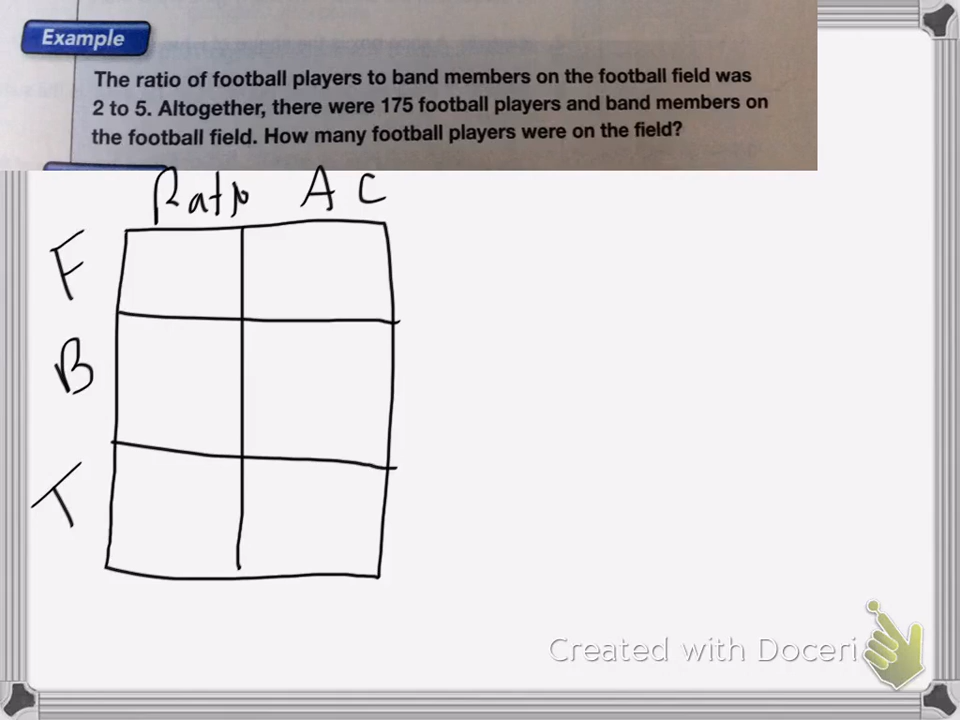 Example
The ratio of football players to band members on the football field was
2 to 5. Altogether, there were 175 football players and band members on
the football field. How many football players were on the field?
Ratio A C
F
B
T
Created with Doceri